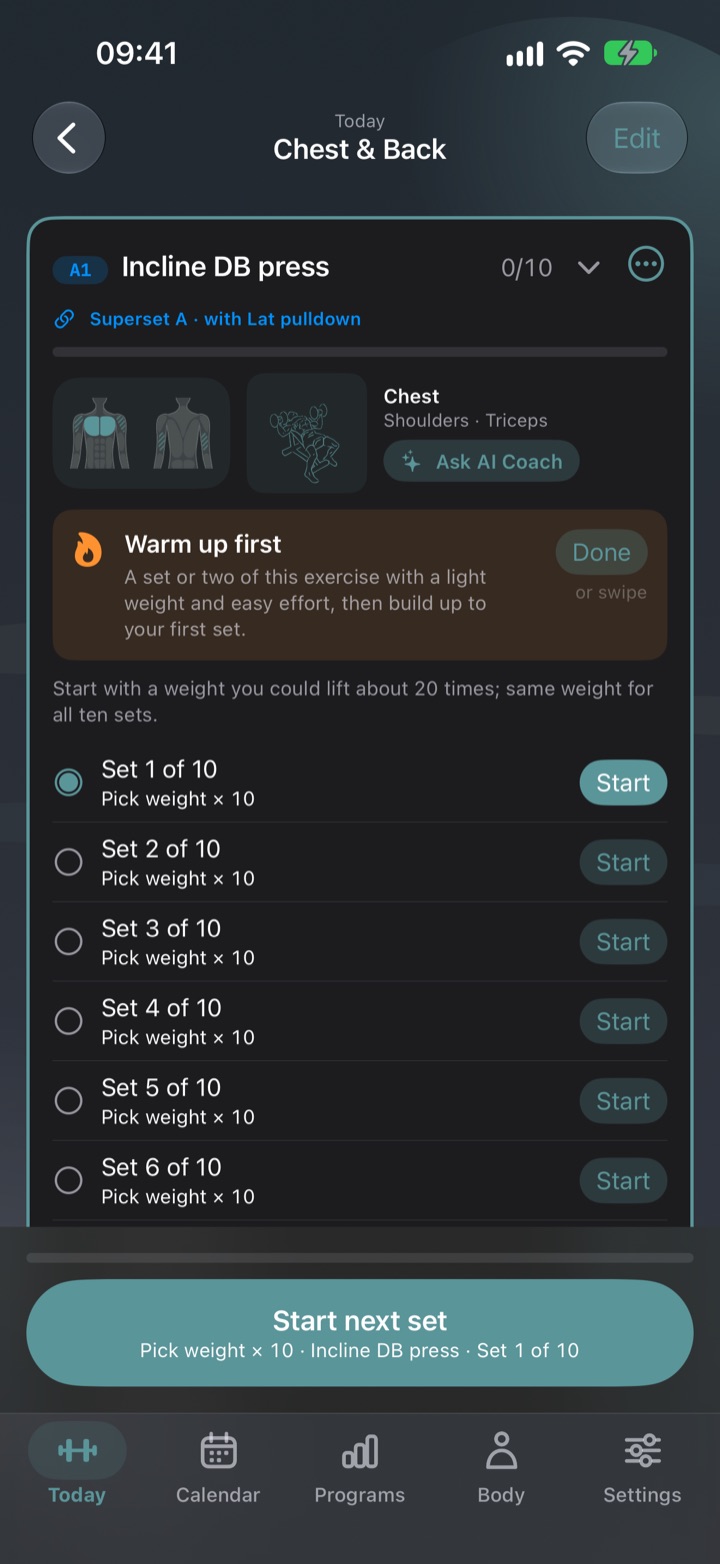 09:41
Today
Chest & Back
Edit
A1 Incline DB press 0/10
Superset A · with Lat pulldown
Chest
Shoulders · Triceps
Ask AI Coach
Warm up first
A set or two of this exercise with a light
weight and easy effort, then build up to
your first set.
Done
or swipe
Start with a weight you could lift about 20 times; same weight for
all ten sets.
Set 1 of 10
Pick weight × 10
Start
Set 2 of 10
Pick weight × 10
Start
Set 3 of 10
Pick weight × 10
Start
Set 4 of 10
Pick weight × 10
Start
Set 5 of 10
Pick weight × 10
Start
Set 6 of 10
Pick weight × 10
Start
Start next set
Pick weight × 10 · Incline DB press · Set 1 of 10
Today Calendar Programs Body Settings